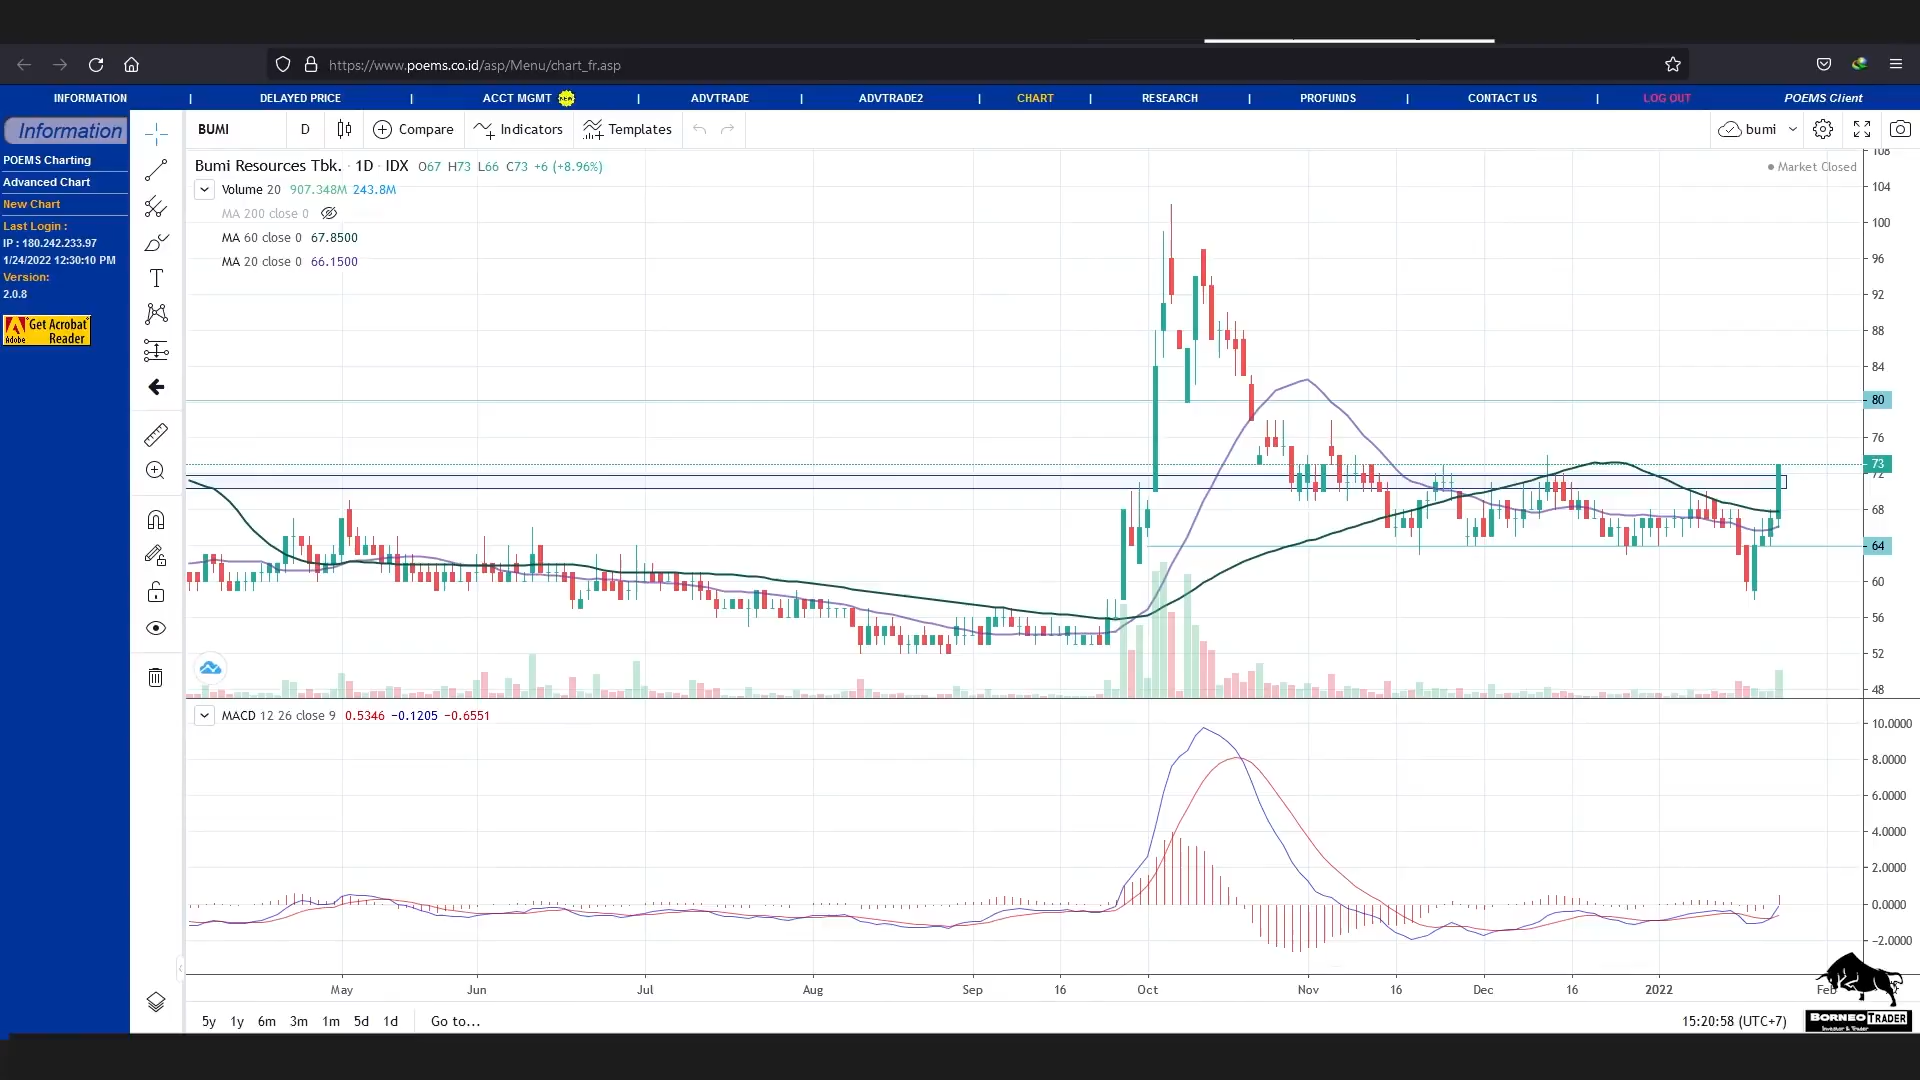 https://www.poems.co.id/asp/Menu/chart_fr.asp
INFORMATION | DELAYED PRICE | ACCT MGMT NEW | ADVTRADE | ADVTRADE2 | CHART | RESEARCH | PROFUNDS | CONTACT US | LOG OUT POEMS Client
Information
POEMS Charting
Advanced Chart
New Chart
Last Login :
IP : 180.242.233.97
1/24/2022 12:30:10 PM
Version:
2.0.8
Get Acrobat
Adobe Reader
BUMI D Compare Indicators Templates bumi
Bumi Resources Tbk. · 1D · IDX O67 H73 L66 C73 +6 (+8.96%) Market Closed
Volume 20 907.348M 243.8M
MA 200 close 0
MA 60 close 0 67.8500
MA 20 close 0 66.1500
108
104
100
96
92
88
84
80
76
73
72
68
64
60
56
52
48
MACD 12 26 close 9 0.5346 −0.1205 −0.6551
10.0000
8.0000
6.0000
4.0000
2.0000
0.0000
−2.0000
May Jun Jul Aug Sep 16 Oct Nov 16 Dec 16 2022 Feb
5y 1y 6m 3m 1m 5d 1d Go to... 15:20:58 (UTC+7)
BORNEO TRADER
Investor & Trader